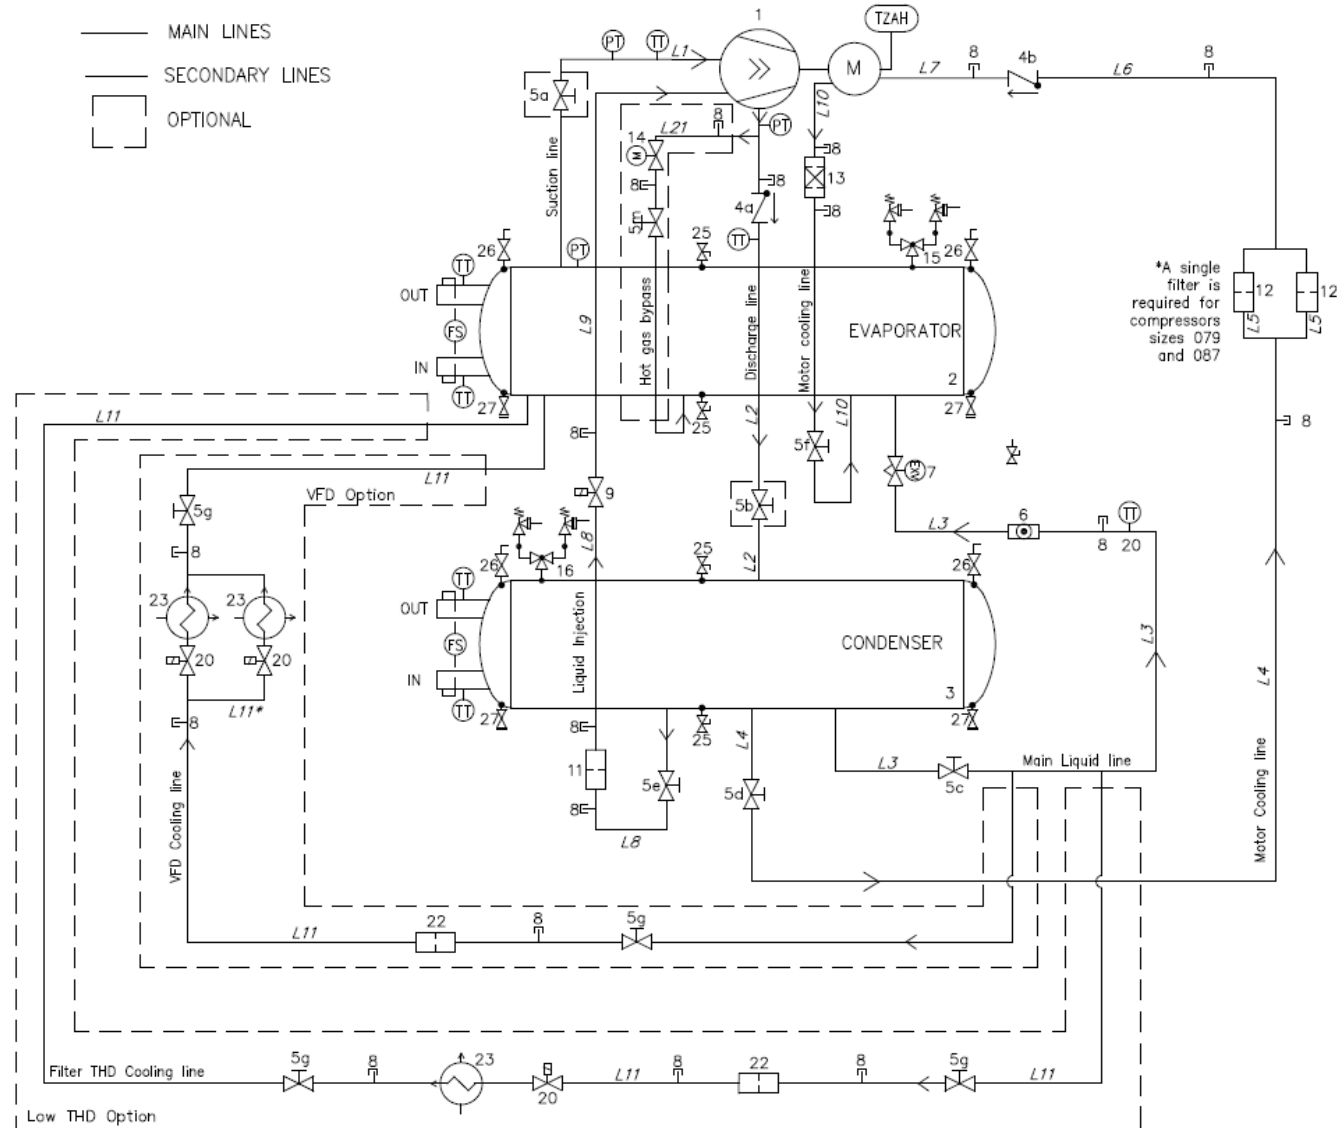 MAIN LINES
SECONDARY LINES
OPTIONAL
1
TZAH
PT
TT
L1
M
8
4b
L7
L6
8
5a
L10
PT
8
L21
14
M
8
8
13
8
4a
8
Suction line
5m
TT
25
26
PT
15
26
TT
OUT
FS
IN
TT
L9
Hot gas bypass
Discharge line
Motor cooling line
EVAPORATOR
2
*A single
filter is
required for
compressors
sizes 079
and 087
12
12
L5
L5
27
25
L2
L10
27
8
L11
8
5f
L11
VFD Option
EXV
7
5g
9
5b
L3
6
8
TT
20
8
L8
16
25
L2
26
26
23
23
TT
OUT
FS
IN
TT
Liquid Injection
CONDENSER
3
L3
20
20
L11*
8
27
8
25
27
L4
L4
L3
Main Liquid line
11
5e
5d
5c
8
L8
VFD Cooling line
Motor Cooling line
L11
22
8
5g
Filter THD Cooling line
5g
8
23
20
L11
8
22
8
5g
L11
Low THD Option